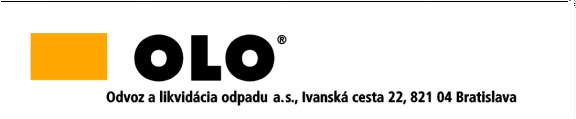 OLO®
Odvoz a likvidácia odpadu a.s., Ivanská cesta 22, 821 04 Bratislava